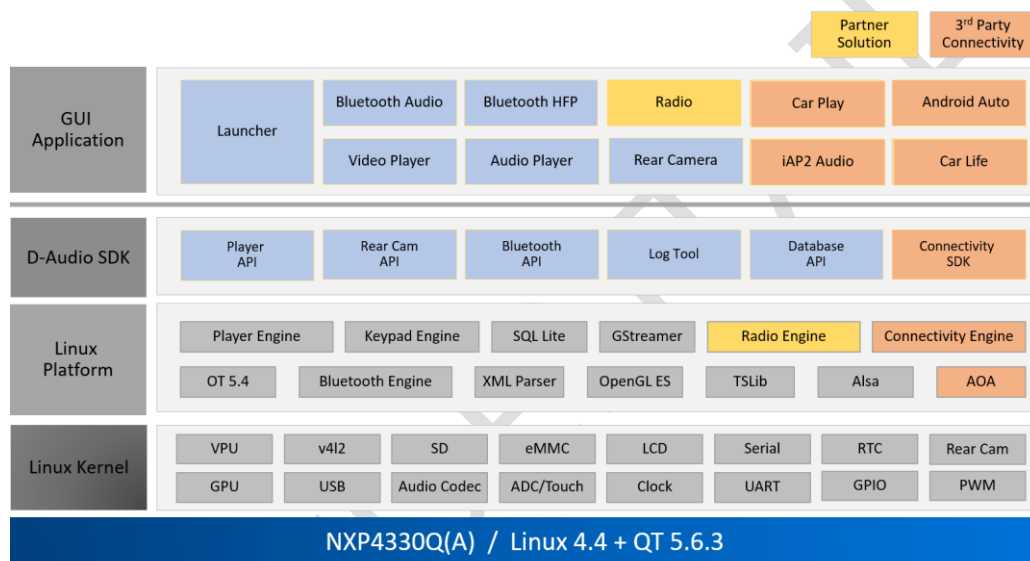 Partner
Solution
3rd Party
Connectivity
GUI
Application
Launcher
Bluetooth Audio
Bluetooth HFP
Radio
Car Play
Android Auto
Video Player
Audio Player
Rear Camera
iAP2 Audio
Car Life
D-Audio SDK
Player
API
Rear Cam
API
Bluetooth
API
Log Tool
Database
API
Connectivity
SDK
Linux
Platform
Player Engine
Keypad Engine
SQL Lite
GStreamer
Radio Engine
Connectivity Engine
OT 5.4
Bluetooth Engine
XML Parser
OpenGL ES
TSLib
Alsa
AOA
Linux Kernel
VPU
v4l2
SD
eMMC
LCD
Serial
RTC
Rear Cam
GPU
USB
Audio Codec
ADC/Touch
Clock
UART
GPIO
PWM
NXP4330Q(A) / Linux 4.4 + QT 5.6.3